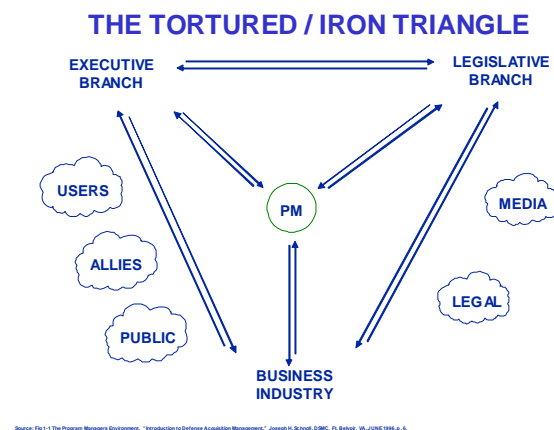 THE TORTURED / IRON TRIANGLE
EXECUTIVE
BRANCH
LEGISLATIVE
BRANCH
USERS
PM
MEDIA
ALLIES
LEGAL
PUBLIC
BUSINESS
INDUSTRY
Source: Fig 1-1 The Program Managers Environment, "Introduction to Defense Acquisition Management." Joseph H. Schmoll, DSMC, Ft. Belvoir, VA, JUNE 1996, p. 6.